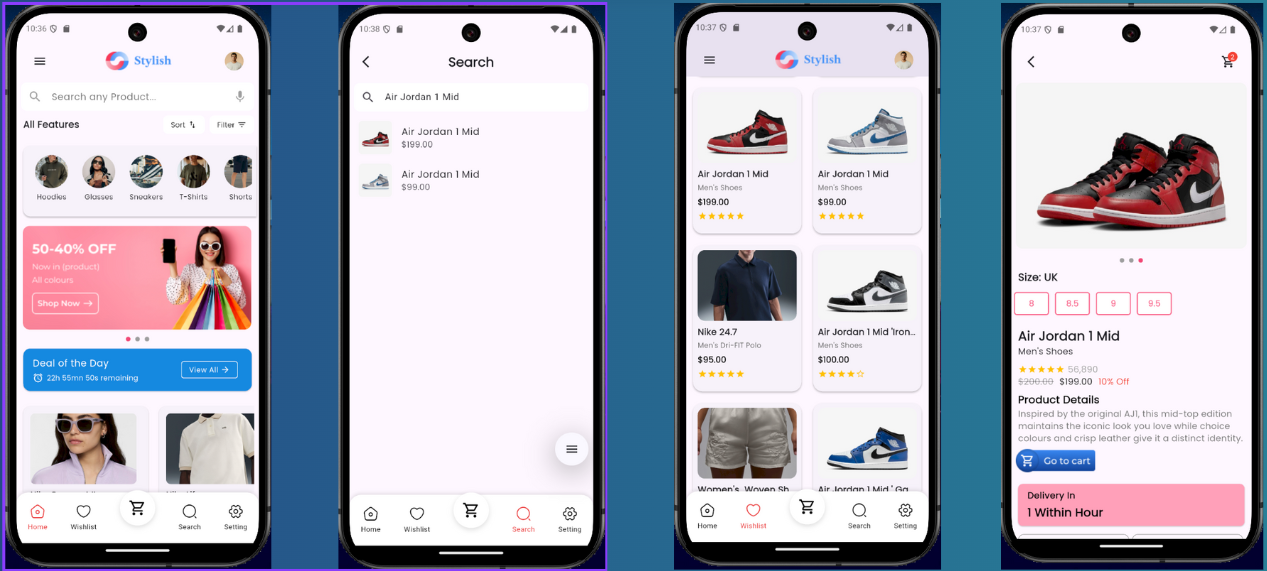 10:36
Stylish
Search any Product...
All Features
Sort
Filter
Hoodies
Glasses
Sneakers
T-Shirts
Shorts
50-40% OFF
Now in (product)
All colours
Shop Now
Deal of the Day
22h 55mn 50s remaining
View All
Home
Wishlist
Search
Setting
10:38
Search
Air Jordan 1 Mid
Air Jordan 1 Mid
$199.00
Air Jordan 1 Mid
$99.00
Home
Wishlist
Search
Setting
10:37
Stylish
Air Jordan 1 Mid
Men's Shoes
$199.00
Air Jordan 1 Mid
Men's Shoes
$99.00
Nike 24.7
Men's Dri-FIT Polo
$95.00
Air Jordan 1 Mid 'Iron...
Men's Shoes
$100.00
Women's Woven Sh
Air Jordan 1 Mid ' Ga
Home
Wishlist
Search
Setting
10:37
2
Size: UK
8
8.5
9
9.5
Air Jordan 1 Mid
Men's Shoes
56,890
$200.00 $199.00 10% Off
Product Details
Inspired by the original AJ1, this mid-top edition
maintains the iconic look you love while choice
colours and crisp leather give it a distinct identity.
Go to cart
Delivery In
1 Within Hour